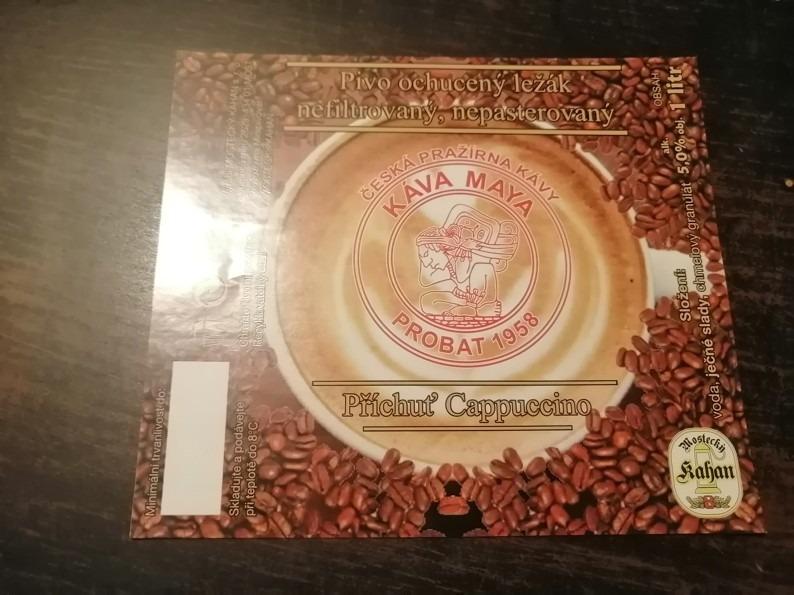 Pivo ochucený ležák
nefiltrovaný, nepasterovaný
ČESKÁ PRAŽÍRNA KÁVY
KÁVA MAYA
PROBAT 1958
Příchuť Cappuccino
Minimální trvanlivost do:
Skladujte a podávejte
při teplotě do 8°C
OBSAH:
1 litr
alk.
5,0% obj.
Složení:
voda, ječné slady, chmelový granulát
Mostecký
Kahan